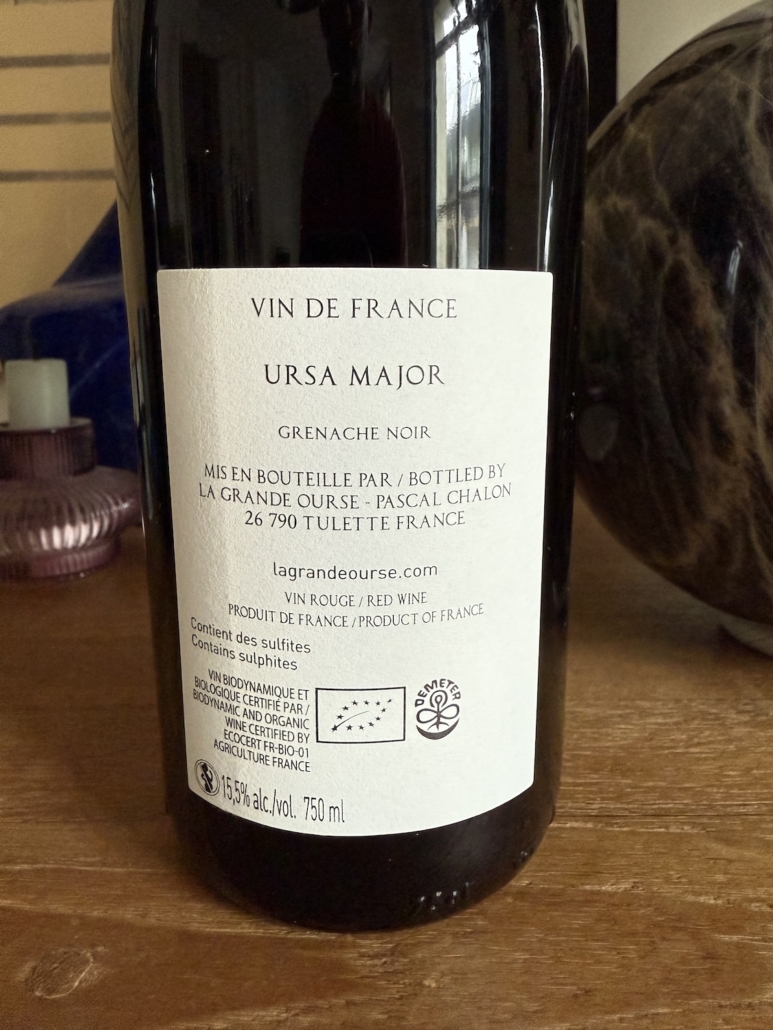 VIN DE FRANCE
URSA MAJOR
GRENACHE NOIR
MIS EN BOUTEILLE PAR / BOTTLED BY
LA GRANDE OURSE - PASCAL CHALON
26 790 TULETTE FRANCE
lagrandeourse.com
VIN ROUGE / RED WINE
PRODUIT DE FRANCE / PRODUCT OF FRANCE
Contient des sulfites
Contains sulphites
VIN BIODYNAMIQUE ET
BIOLOGIQUE CERTIFIÉ PAR /
BIODYNAMIC AND ORGANIC
WINE CERTIFIED BY
ECOCERT FR-BIO-01
AGRICULTURE FRANCE
DEMETER
15,5% alc./vol. 750 ml